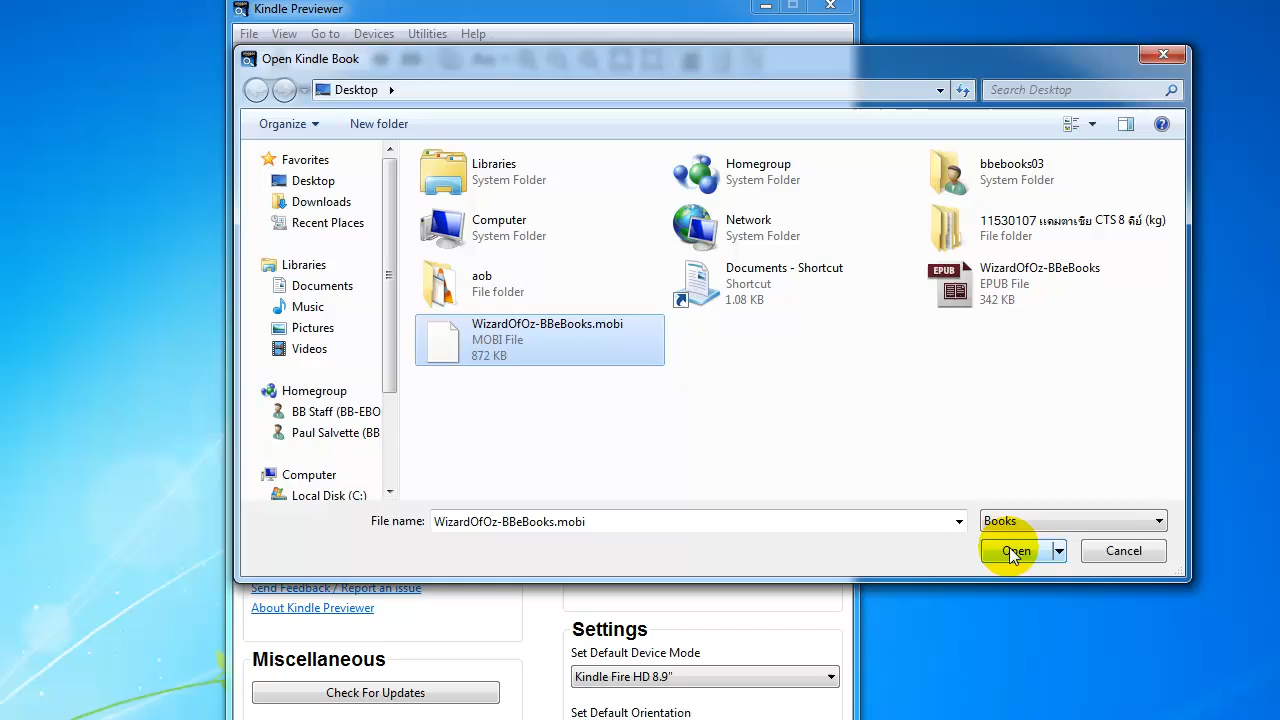 Kindle Previewer
File View Go to Devices Utilities Help
Open Kindle Book
Desktop
Search Desktop
Organize New folder
Favorites
Desktop
Downloads
Recent Places
Libraries
Documents
Music
Pictures
Videos
Homegroup
BB Staff (BB-EBO
Paul Salvette (BB
Computer
Local Disk (C:)
Libraries
System Folder
Homegroup
System Folder
bbebooks03
System Folder
Computer
System Folder
Network
System Folder
11530107 แคมตาเชีย CTS 8 คีย์ (kg)
File folder
aob
File folder
Documents - Shortcut
Shortcut
1.08 KB
EPUB
WizardOfOz-BBeBooks
EPUB File
342 KB
WizardOfOz-BBeBooks.mobi
MOBI File
872 KB
File name: WizardOfOz-BBeBooks.mobi
Books
Open Cancel
Send Feedback / Report an issue
About Kindle Previewer
Miscellaneous
Check For Updates
Settings
Set Default Device Mode
Kindle Fire HD 8.9"
Set Default Orientation